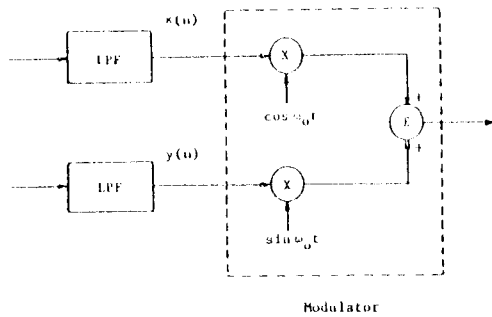 x(n)
LPF
X
cos ω₀t
+
Σ
+
y(n)
LPF
X
sin ω₀t
Modulator